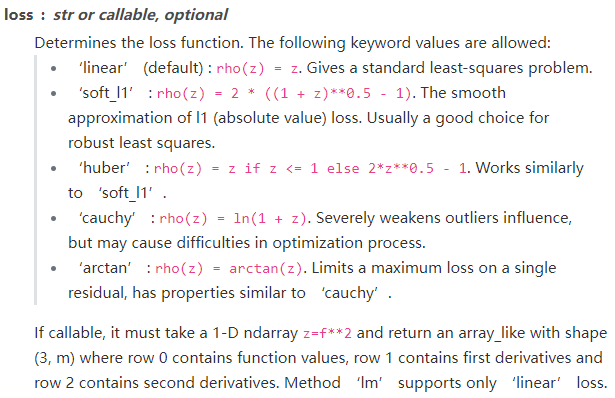 loss : str or callable, optional
Determines the loss function. The following keyword values are allowed:
• ‘linear’ (default) : rho(z) = z. Gives a standard least-squares problem.
• ‘soft_l1’ : rho(z) = 2 * ((1 + z)**0.5 - 1). The smooth
approximation of l1 (absolute value) loss. Usually a good choice for
robust least squares.
• ‘huber’ : rho(z) = z if z <= 1 else 2*z**0.5 - 1. Works similarly
to ‘soft_l1’ .
• ‘cauchy’ : rho(z) = ln(1 + z). Severely weakens outliers influence,
but may cause difficulties in optimization process.
• ‘arctan’ : rho(z) = arctan(z). Limits a maximum loss on a single
residual, has properties similar to ‘cauchy’ .
If callable, it must take a 1-D ndarray z=f**2 and return an array_like with shape
(3, m) where row 0 contains function values, row 1 contains first derivatives and
row 2 contains second derivatives. Method ‘lm’ supports only ‘linear’ loss.